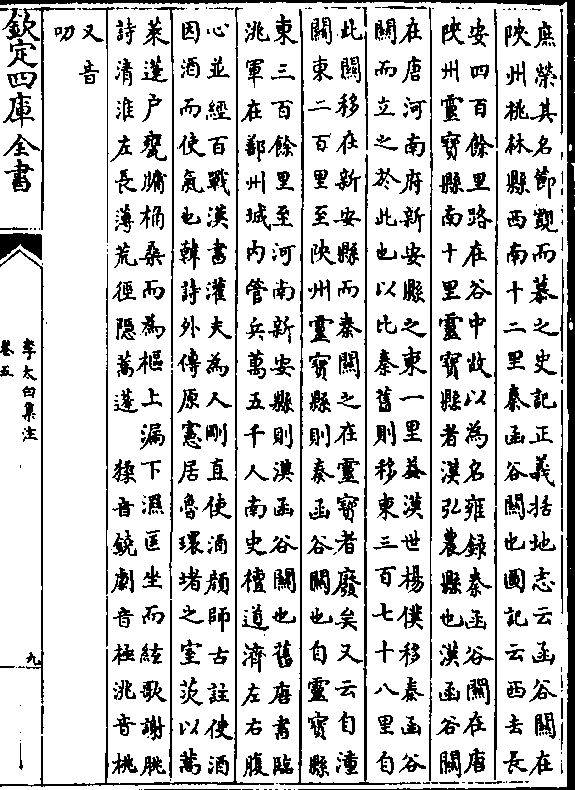 庶榮其名節觀而慕之史記正義括地志云函谷關在
陜州桃林縣西南十二里秦函谷關也圖記云西去長
安四百餘里路在谷中故以為名雍錄秦函谷關在唐
陜州靈寶縣南十里靈寶縣者漢弘農縣也漢函谷關
在唐河南府新安縣之東一里葢漢世楊僕移秦函谷
關而立之於此也以比秦舊則移東三百七十八里自
此關移在新安縣而秦關之在靈寶者廢矣又云自潼
關東二百里至陜州靈寶縣則秦函谷關也自靈寶縣
東三百餘里至河南新安縣則漢函谷關也舊唐書臨
洮軍在鄯州城内管兵萬五千人南史檀道濟左右腹
心並經百戰漢書灌夫為人剛直使酒顔師古註使酒
因酒而使氣也韓詩外傳原憲居魯環堵之室茨以蒿
萊蓬户甕牖桷桑而為樞上漏下濕匡坐而絃歌謝朓
詩清淮左長薄荒徑隱蒿蓬　橈音鐃劇音極洮音桃
又音
叨
欽定四庫全書
李太白集注
卷五
九